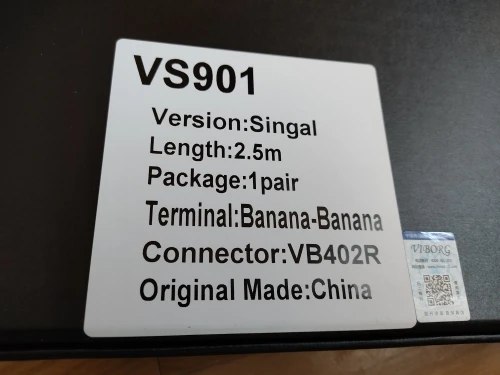 VS901
Version:Singal
Length:2.5m
Package:1pair
Terminal:Banana-Banana
Connector:VB402R
Original Made:China
VIBORG